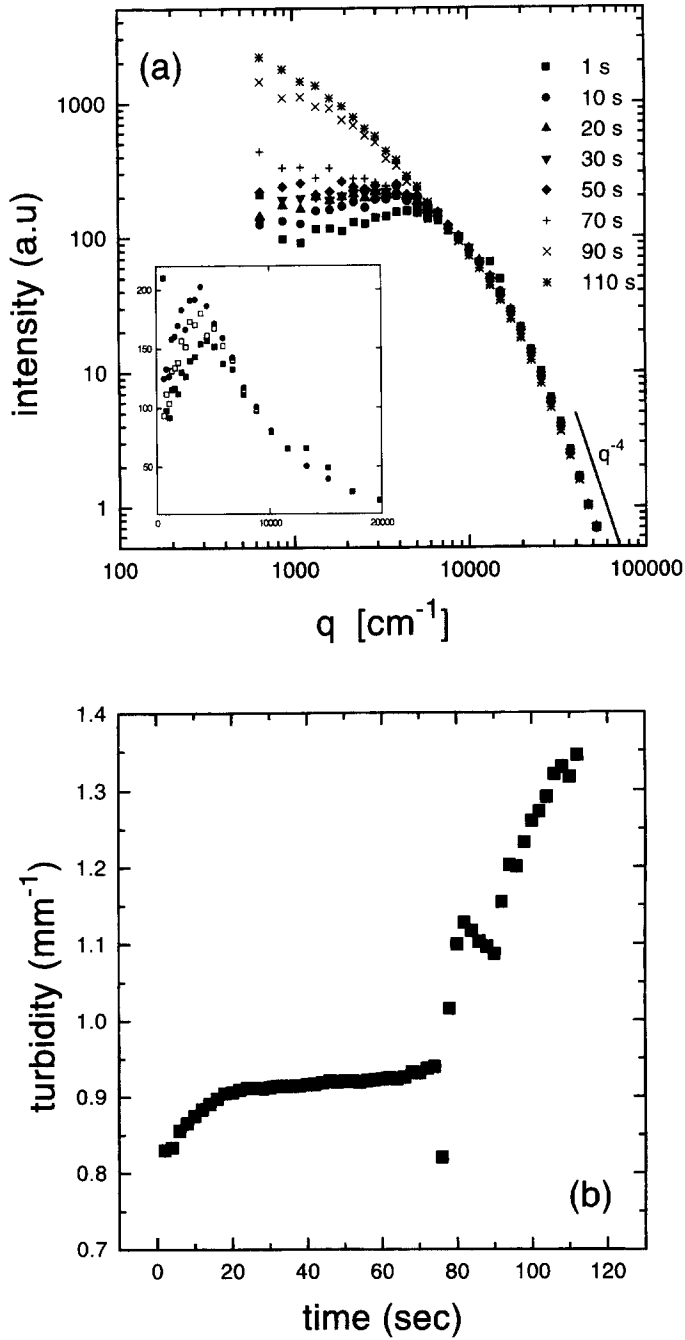 (a)
1000
100
10
1
intensity (a.u)
1 s
10 s
20 s
30 s
50 s
70 s
90 s
110 s
200
150
100
50
0
10000
20000
q⁻⁴
100
1000
10000
100000
q [cm⁻¹]
1.4
1.3
1.2
1.1
1.0
0.9
0.8
0.7
turbidity (mm⁻¹)
(b)
0
20
40
60
80
100
120
time (sec)